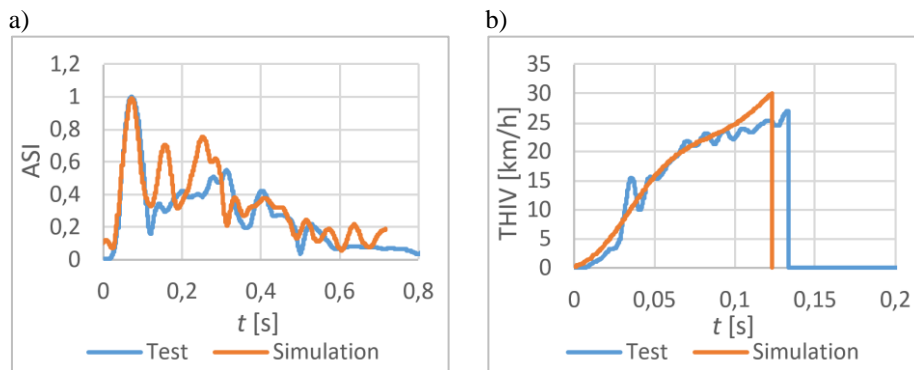 a)
1,2
1
0,8
0,6
0,4
0,2
0
ASI
0 0,2 0,4 0,6 0,8
t [s]
Test Simulation
b)
35
30
25
20
15
10
5
0
THIV [km/h]
0 0,05 0,1 0,15 0,2
t [s]
Test Simulation